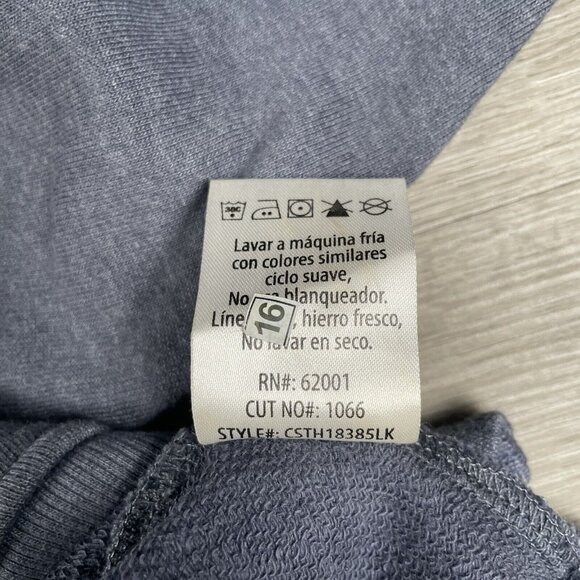 30C
Lavar a máquina fría
con colores similares
ciclo suave,
No blanqueador.
hierro fresco,
No lavar en seco.
16
RN#: 62001
CUT NO#: 1066
STYLE#: CSTH18385LK